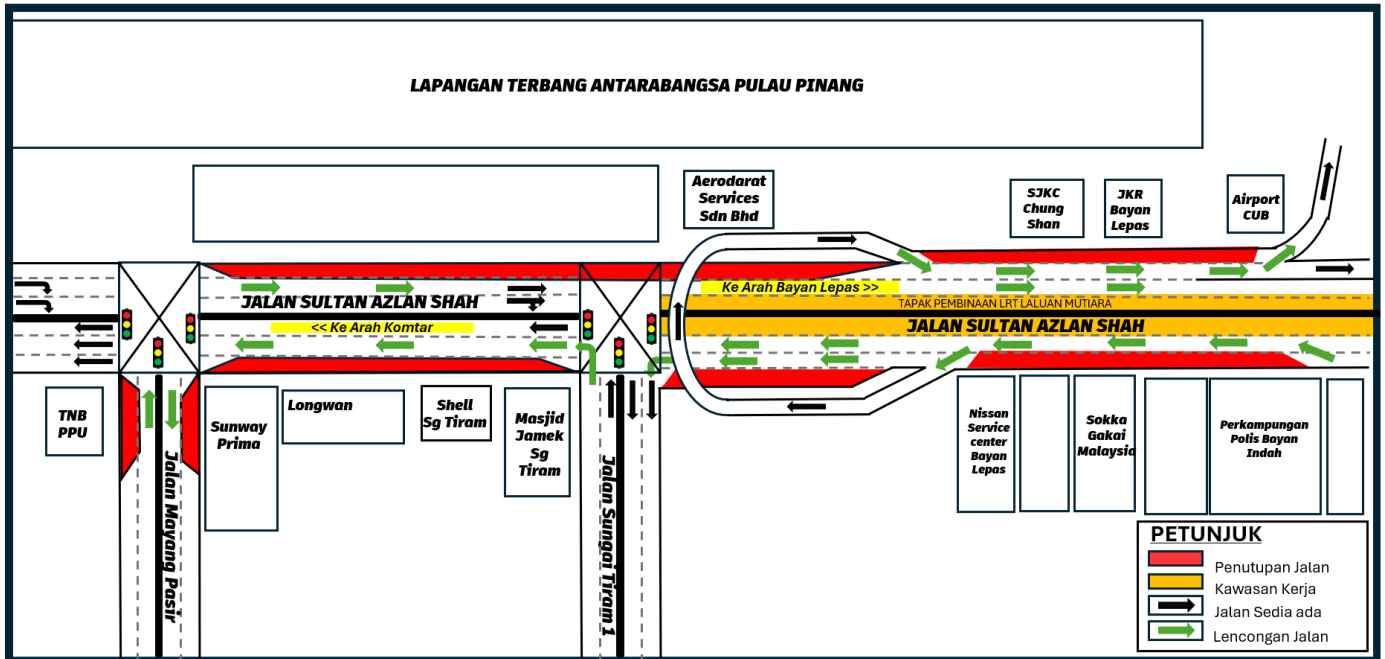 LAPANGAN TERBANG ANTARABANGSA PULAU PINANG
Aerodarat
Services
Sdn Bhd
SJKC
Chung
Shan
JKR
Bayan
Lepas
Airport
CUB
Ke Arah Bayan Lepas >>
JALAN SULTAN AZLAN SHAH
TAPAK PEMBINAAN LRT LALUAN MUTIARA
<< Ke Arah Komtar
JALAN SULTAN AZLAN SHAH
TNB
PPU
Sunway
Prima
Longwan
Shell
Sg Tiram
Masjid
Jamek
Sg
Tiram
Nissan
Service
center
Bayan
Lepas
Sokka
Gakai
Malaysia
Perkampungan
Polis Bayan
Indah
Jalan Mayang Pasir
Jalan Sungai Tiram 1
PETUNJUK
Penutupan Jalan
Kawasan Kerja
Jalan Sedia ada
Lencongan Jalan